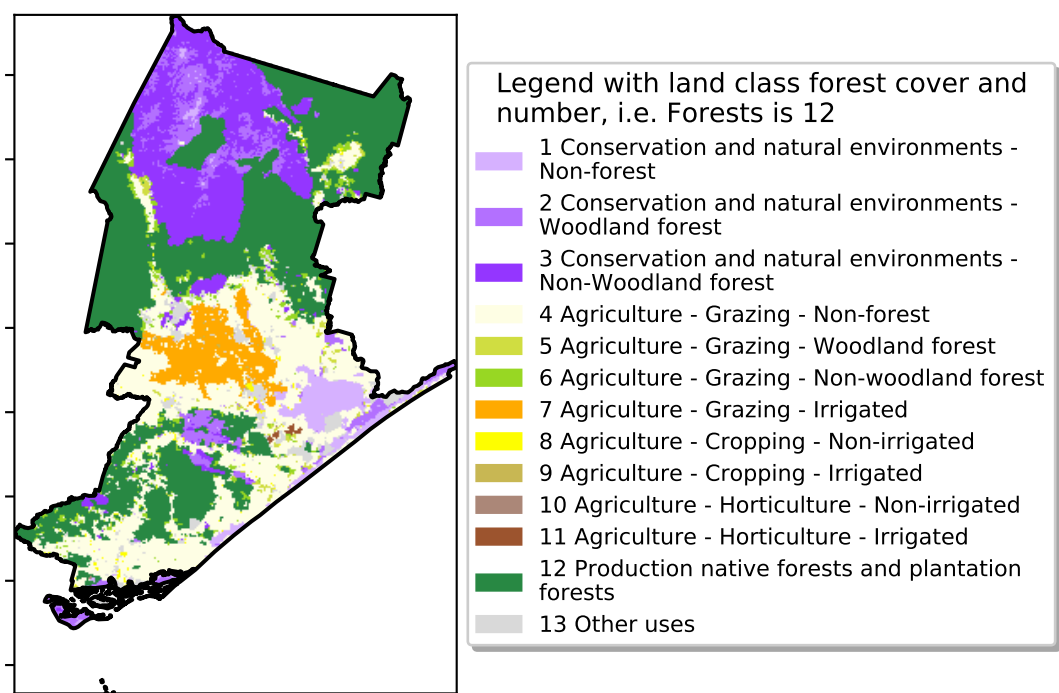 Legend with land class forest cover and
number, i.e. Forests is 12
1 Conservation and natural environments -
Non-forest
2 Conservation and natural environments -
Woodland forest
3 Conservation and natural environments -
Non-Woodland forest
4 Agriculture - Grazing - Non-forest
5 Agriculture - Grazing - Woodland forest
6 Agriculture - Grazing - Non-woodland forest
7 Agriculture - Grazing - Irrigated
8 Agriculture - Cropping - Non-irrigated
9 Agriculture - Cropping - Irrigated
10 Agriculture - Horticulture - Non-irrigated
11 Agriculture - Horticulture - Irrigated
12 Production native forests and plantation
forests
13 Other uses